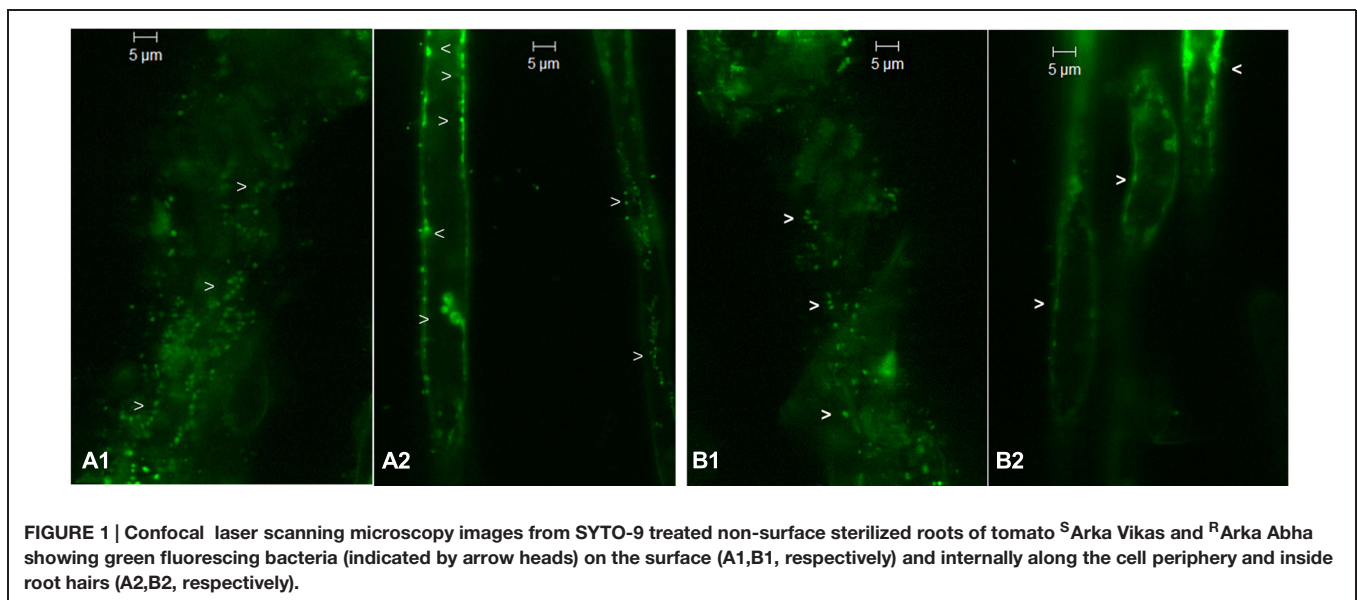 5 µm
5 µm
5 µm
5 µm
A1
A2
B1
B2
FIGURE 1 | Confocal laser scanning microscopy images from SYTO-9 treated non-surface sterilized roots of tomato SArka Vikas and RArka Abha
showing green fluorescing bacteria (indicated by arrow heads) on the surface (A1,B1, respectively) and internally along the cell periphery and inside
root hairs (A2,B2, respectively).